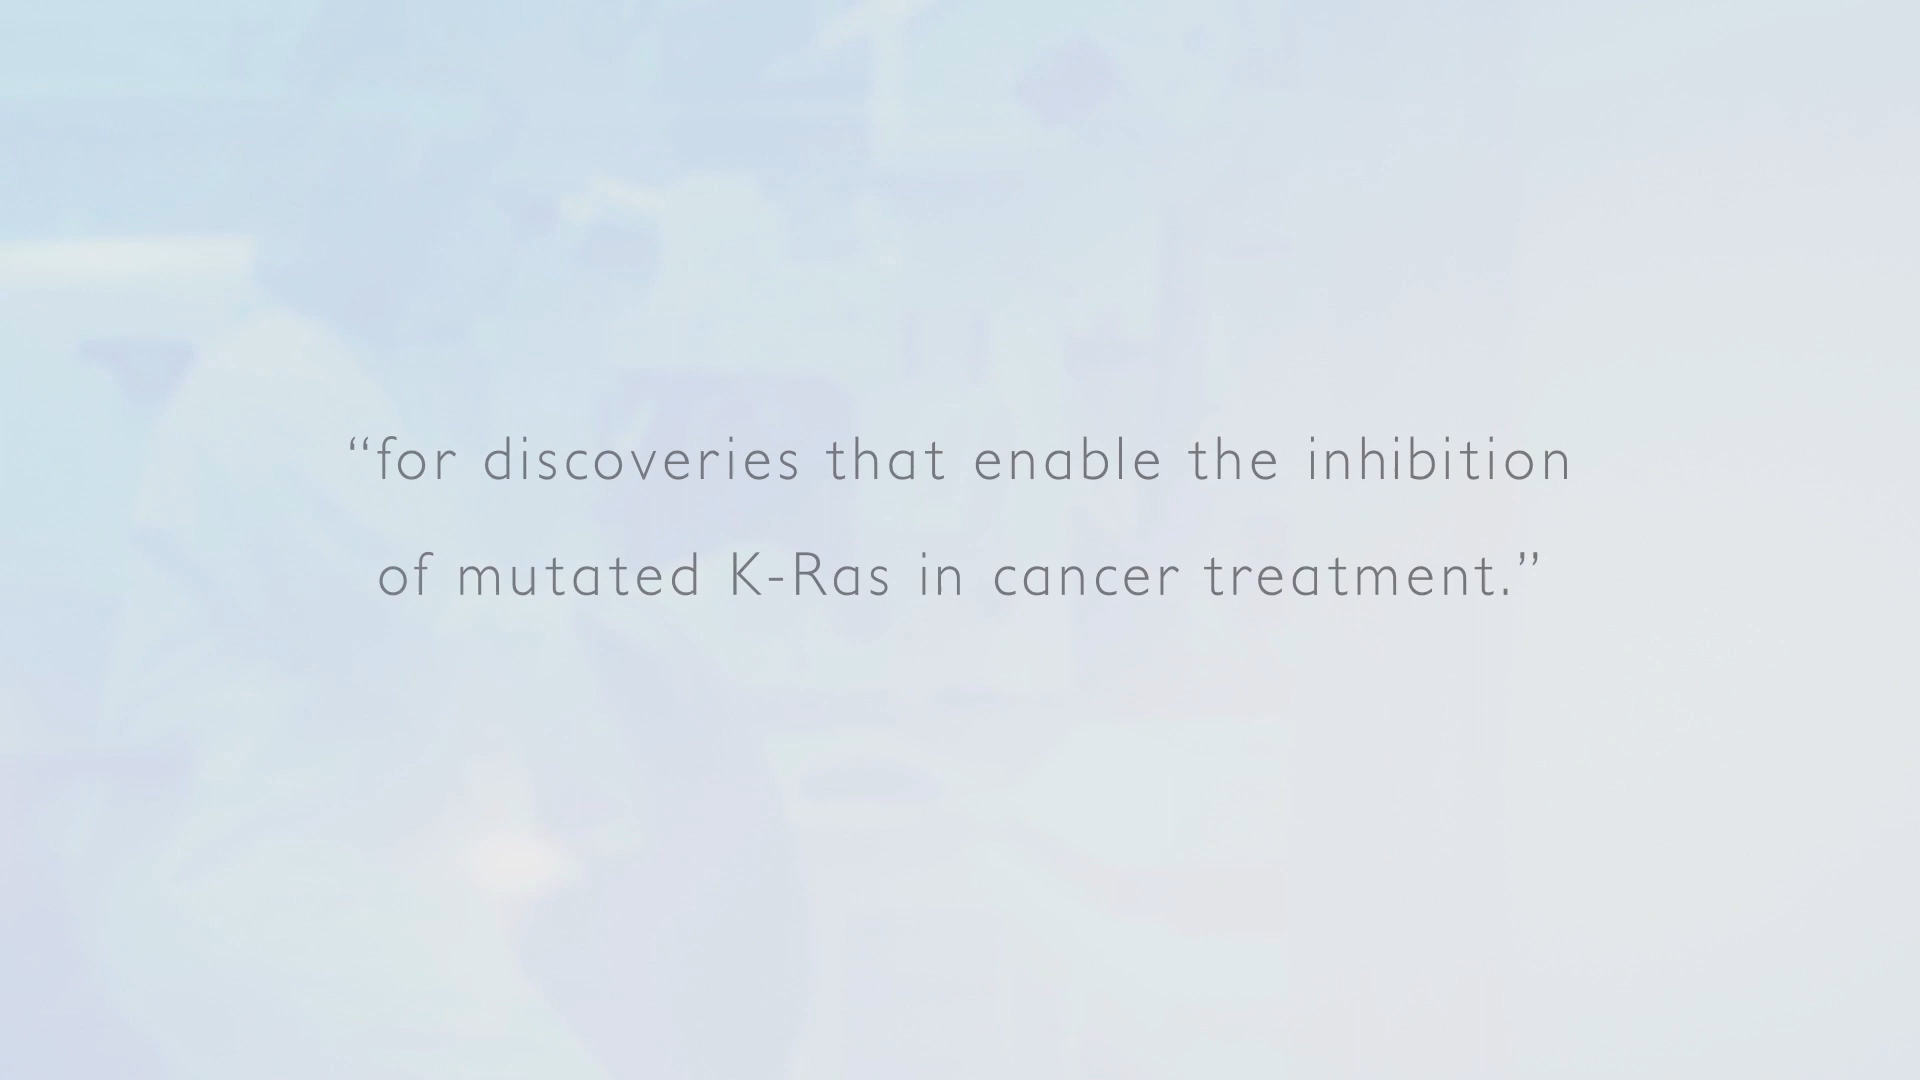 “for discoveries that enable the inhibition
of mutated K-Ras in cancer treatment.”